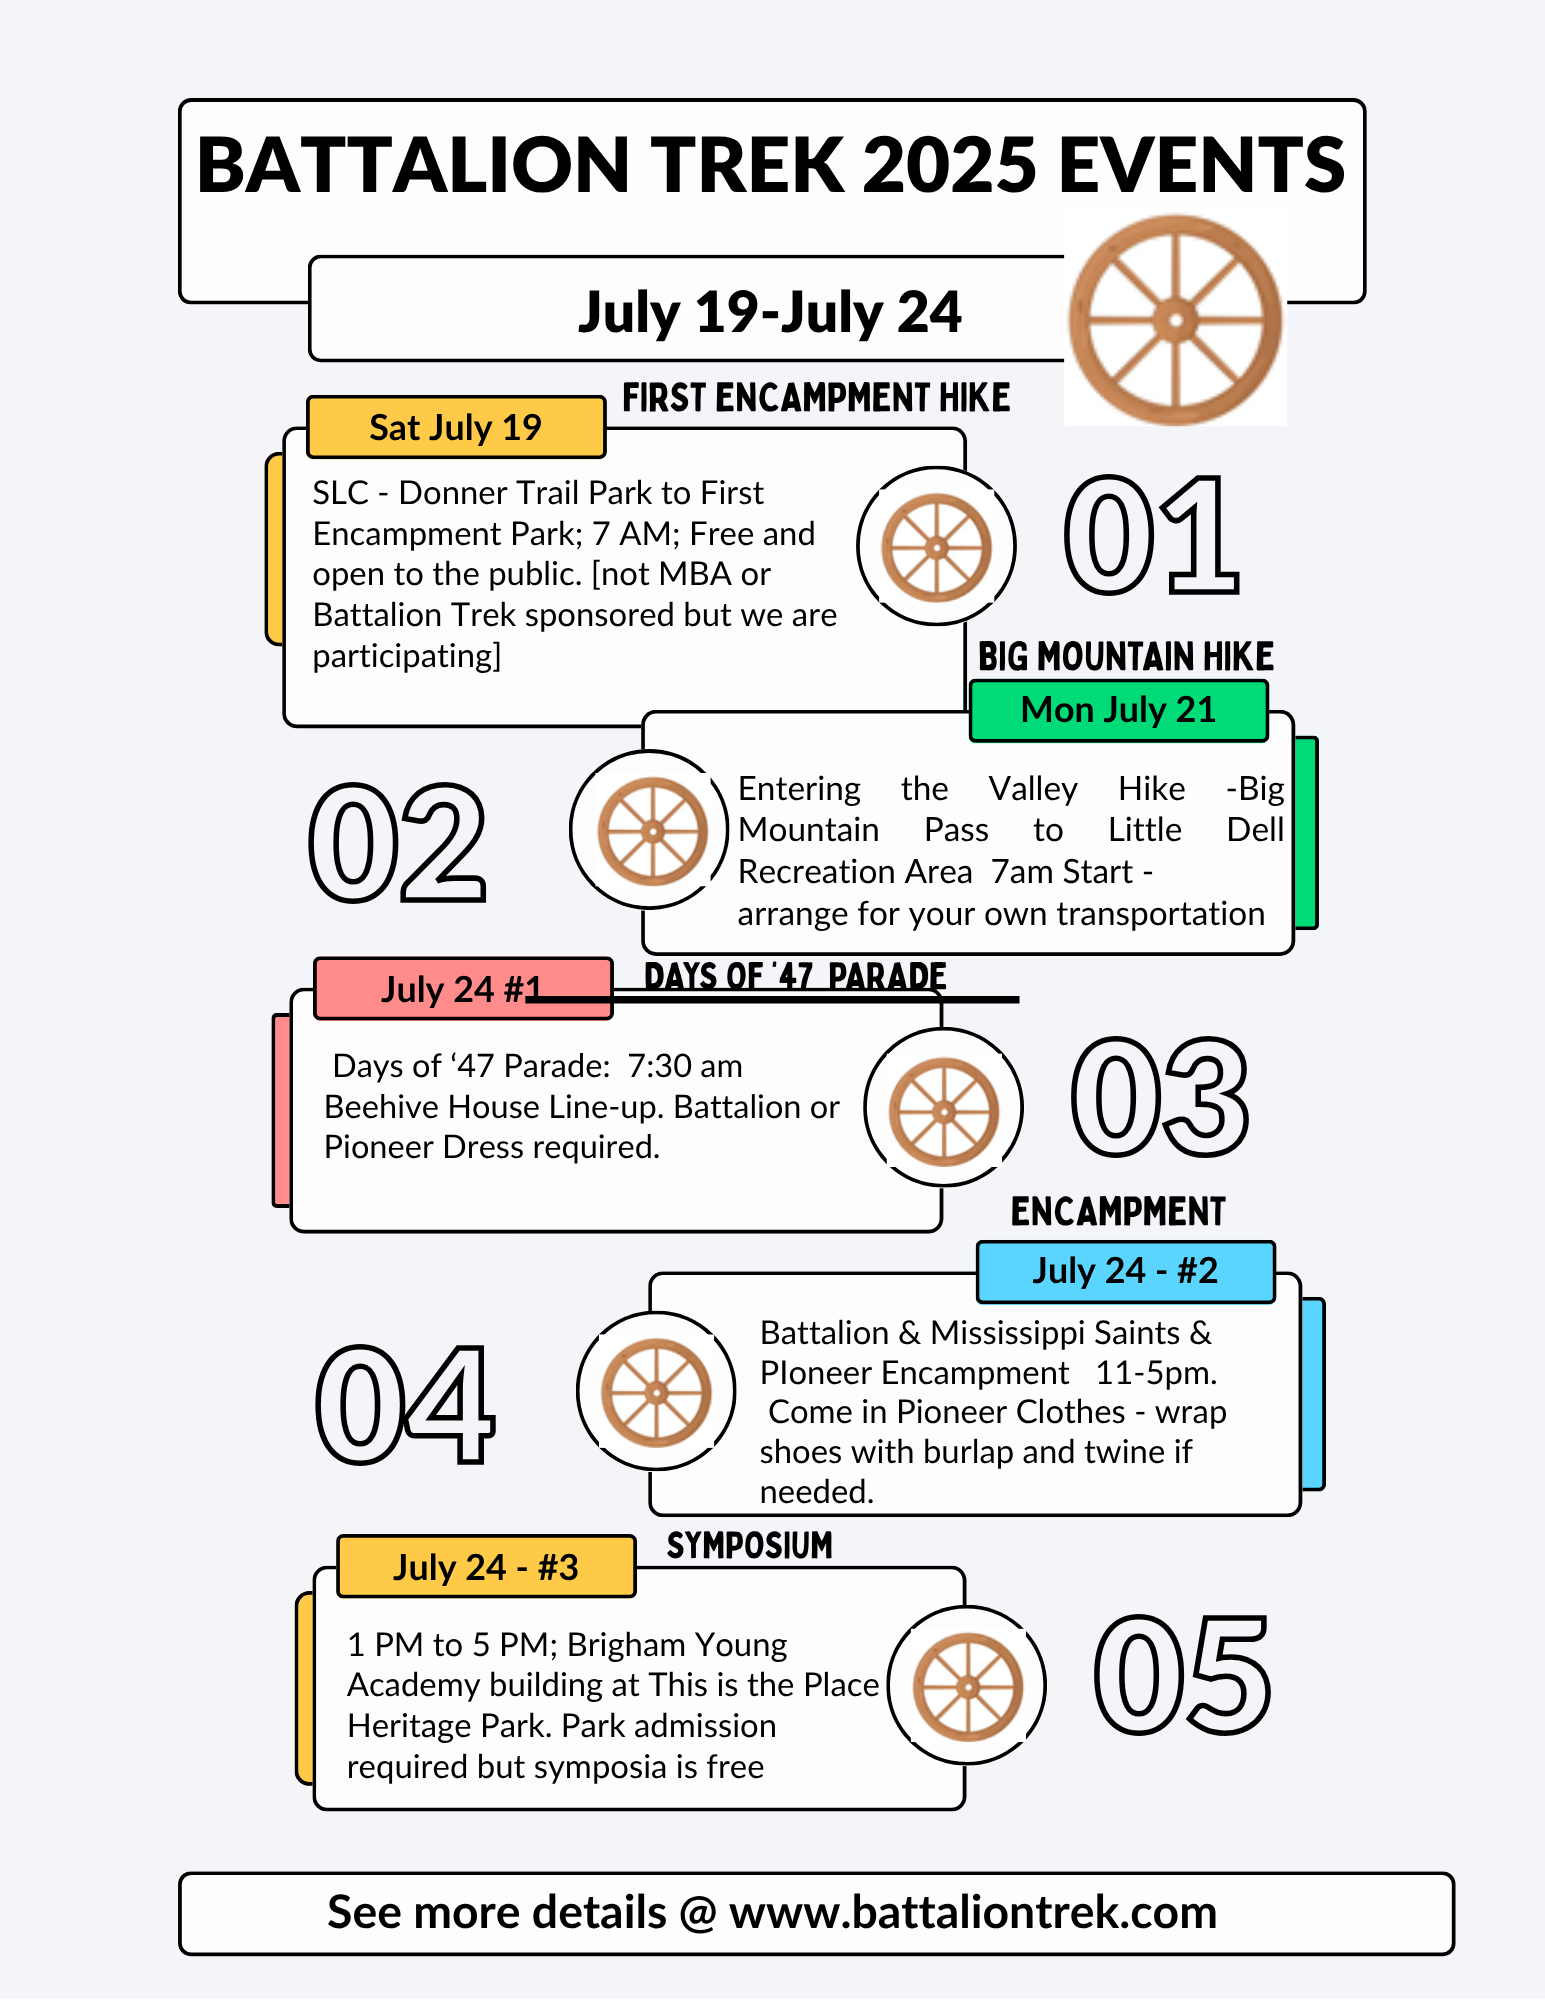 BATTALION TREK 2025 EVENTS
July 19-July 24
FIRST ENCAMPMENT HIKE
Sat July 19
SLC - Donner Trail Park to First
Encampment Park; 7 AM; Free and
open to the public. [not MBA or
Battalion Trek sponsored but we are
participating]
01
BIG MOUNTAIN HIKE
Mon July 21
02
Entering the Valley Hike -Big
Mountain Pass to Little Dell
Recreation Area 7am Start -
arrange for your own transportation
DAYS OF '47 PARADE
July 24 #1
Days of ‘47 Parade: 7:30 am
Beehive House Line-up. Battalion or
Pioneer Dress required.
03
ENCAMPMENT
July 24 - #2
04
Battalion & Mississippi Saints &
PIoneer Encampment 11-5pm.
Come in Pioneer Clothes - wrap
shoes with burlap and twine if
needed.
SYMPOSIUM
July 24 - #3
1 PM to 5 PM; Brigham Young
Academy building at This is the Place
Heritage Park. Park admission
required but symposia is free
05
See more details @ www.battaliontrek.com